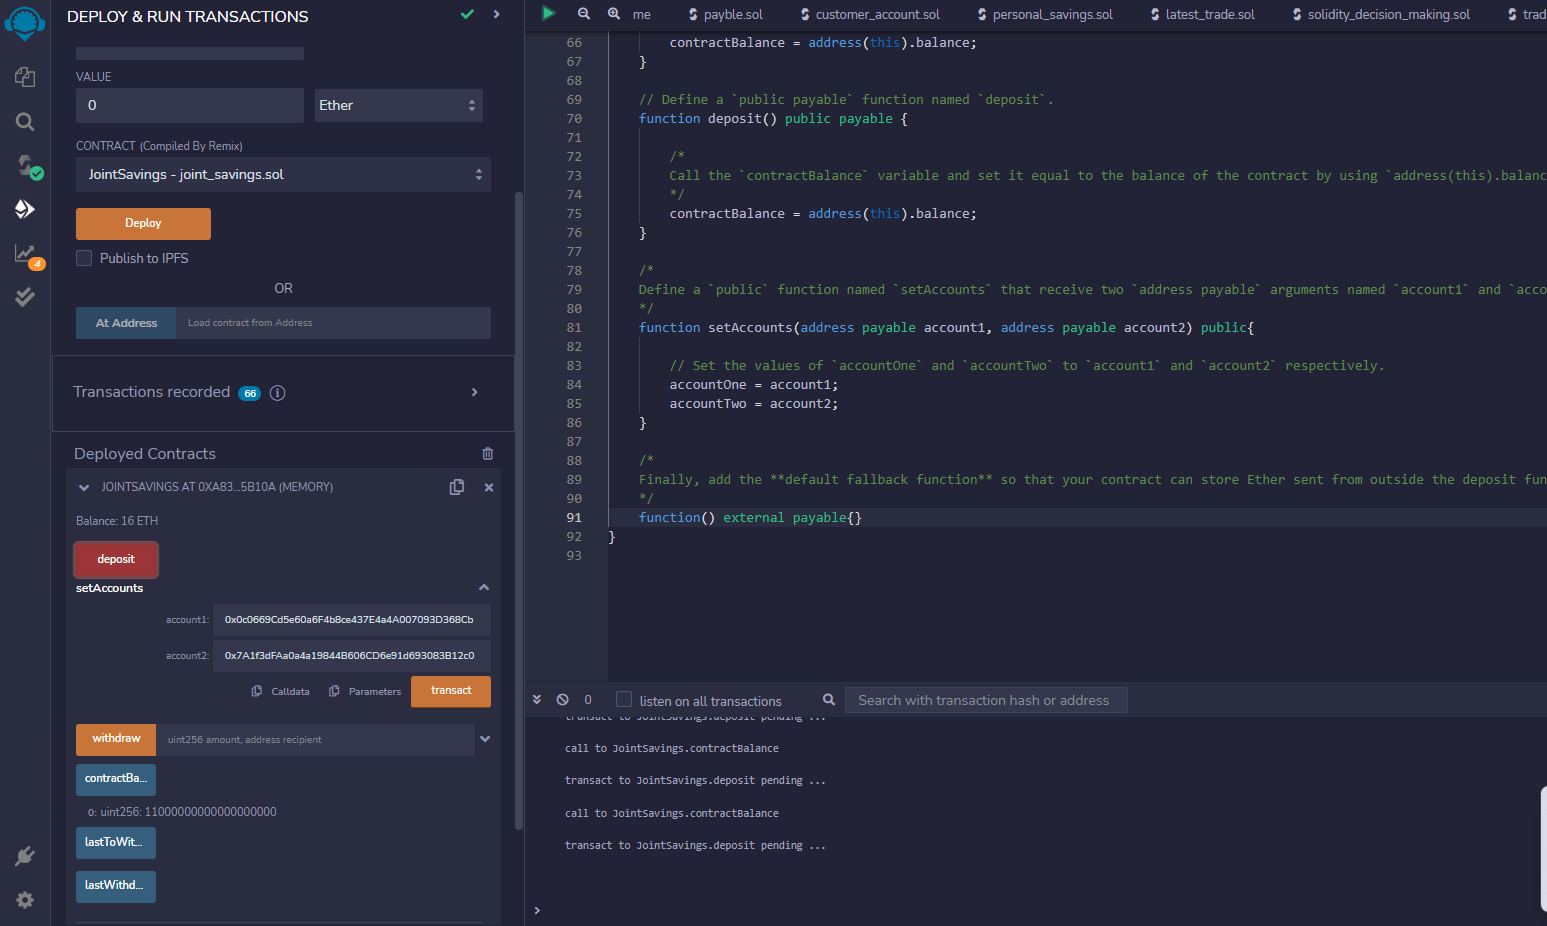 DEPLOY & RUN TRANSACTIONS
VALUE
0
Ether
CONTRACT (Compiled By Remix)
JointSavings - joint_savings.sol
Deploy
Publish to IPFS
OR
At Address
Load contract from Address
Transactions recorded 66 i
Deployed Contracts
JOINTSAVINGS AT 0XA83...5B10A (MEMORY)
Balance: 16 ETH
deposit
setAccounts
account1: 0x0c0669Cd5e60a6F4b8ce437E4a4A007093D368Cb
account2: 0x7A1f3dFAa0a4a19844B606CD6e91d693083B12c0
Calldata Parameters transact
withdraw uint256 amount, address recipient
contractBa...
0: uint256: 11000000000000000000
lastToWit...
lastWithd...
4
me payble.sol customer_account.sol personal_savings.sol latest_trade.sol solidity_decision_making.sol trad
66 contractBalance = address(this).balance;
67 }
68
69 // Define a `public payable` function named `deposit`.
70 function deposit() public payable {
71
72 /*
73 Call the `contractBalance` variable and set it equal to the balance of the contract by using `address(this).balanc
74 */
75 contractBalance = address(this).balance;
76 }
77
78 /*
79 Define a `public` function named `setAccounts` that receive two `address payable` arguments named `account1` and `acco
80 */
81 function setAccounts(address payable account1, address payable account2) public{
82
83 // Set the values of `accountOne` and `accountTwo` to `account1` and `account2` respectively.
84 accountOne = account1;
85 accountTwo = account2;
86 }
87
88 /*
89 Finally, add the **default fallback function** so that your contract can store Ether sent from outside the deposit fun
90 */
91 function() external payable{}
92 }
93
0 listen on all transactions Search with transaction hash or address
transact to JointSavings.deposit pending ...
call to JointSavings.contractBalance
transact to JointSavings.deposit pending ...
call to JointSavings.contractBalance
transact to JointSavings.deposit pending ...
>